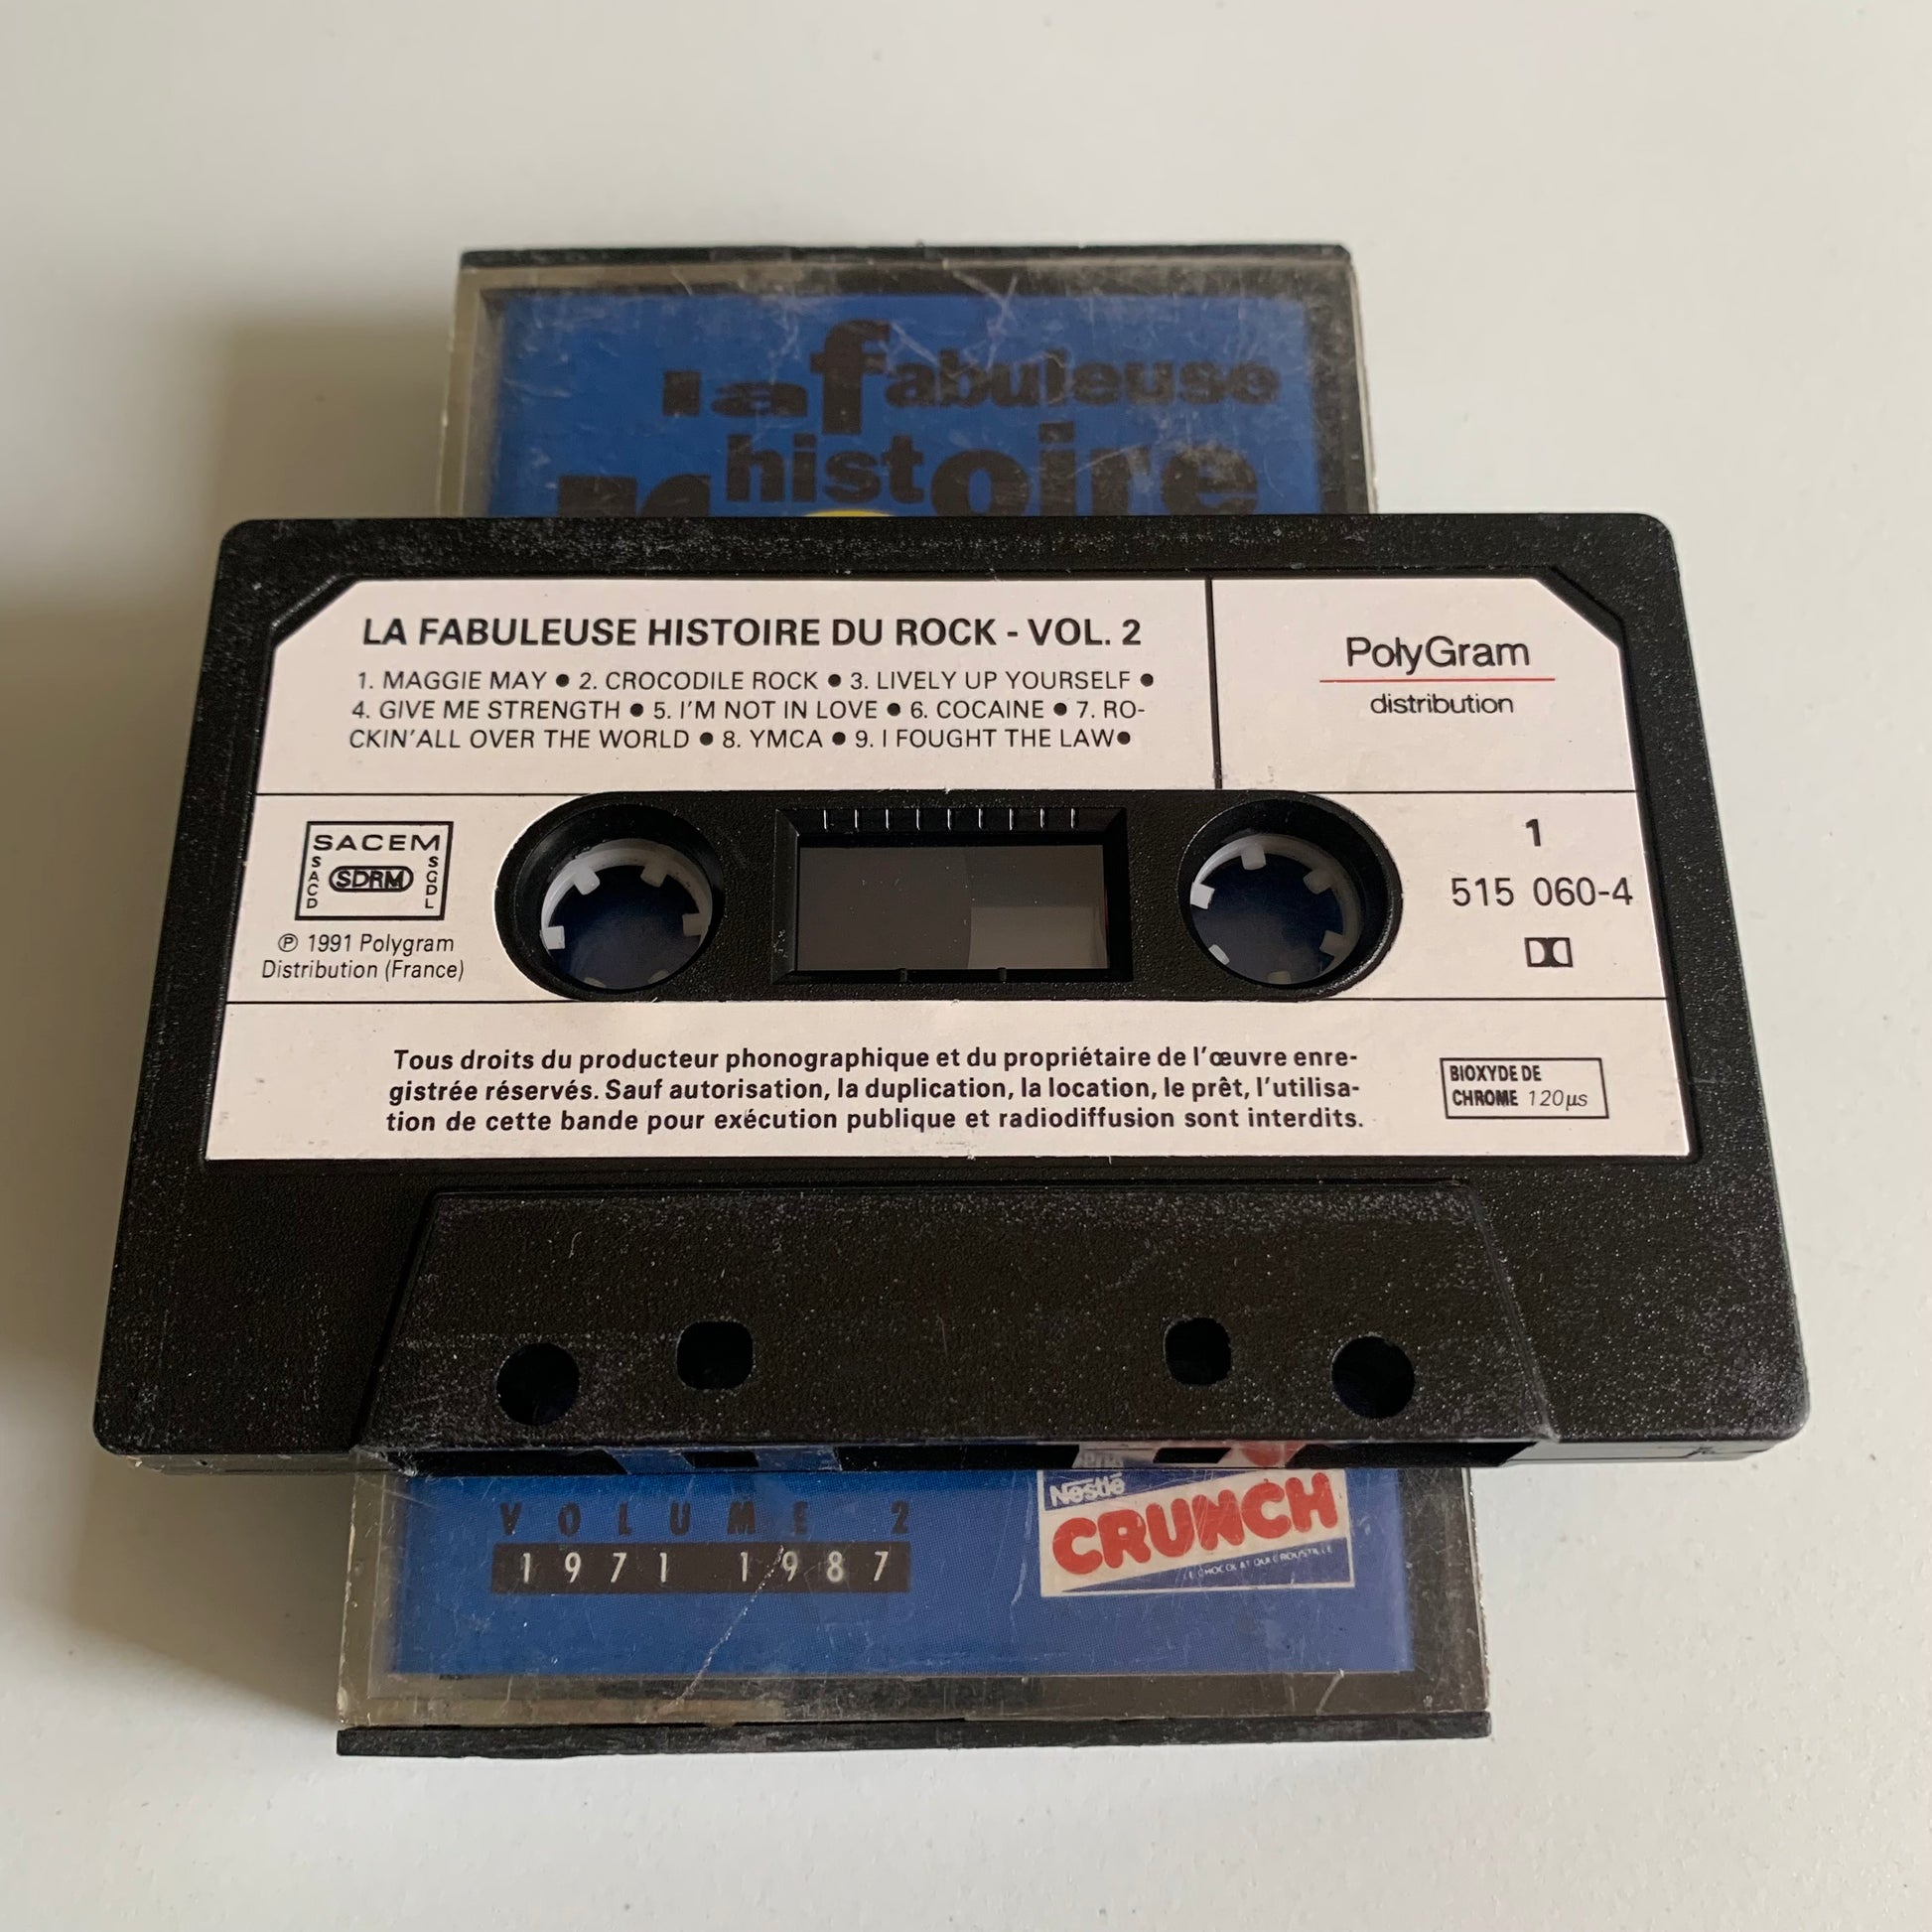 la fabuleuse
histoire
LA FABULEUSE HISTOIRE DU ROCK - VOL. 2
1. MAGGIE MAY ● 2. CROCODILE ROCK ● 3. LIVELY UP YOURSELF ●
4. GIVE ME STRENGTH ● 5. I'M NOT IN LOVE ● 6. COCAINE ● 7. RO-
CKIN'ALL OVER THE WORLD ● 8. YMCA ● 9. I FOUGHT THE LAW●
PolyGram
distribution
SACEM
SACD
SDRM
SGDL
℗ 1991 Polygram
Distribution (France)
1
515 060-4
Tous droits du producteur phonographique et du propriétaire de l'œuvre enre-
gistrée réservés. Sauf autorisation, la duplication, la location, le prêt, l'utilisa-
tion de cette bande pour exécution publique et radiodiffusion sont interdits.
BIOXYDE DE
CHROME 120µs
VOLUME 2
1971 1987
Nestlé
CRUNCH
LE CHOCOLAT QUI CROUSTILLE